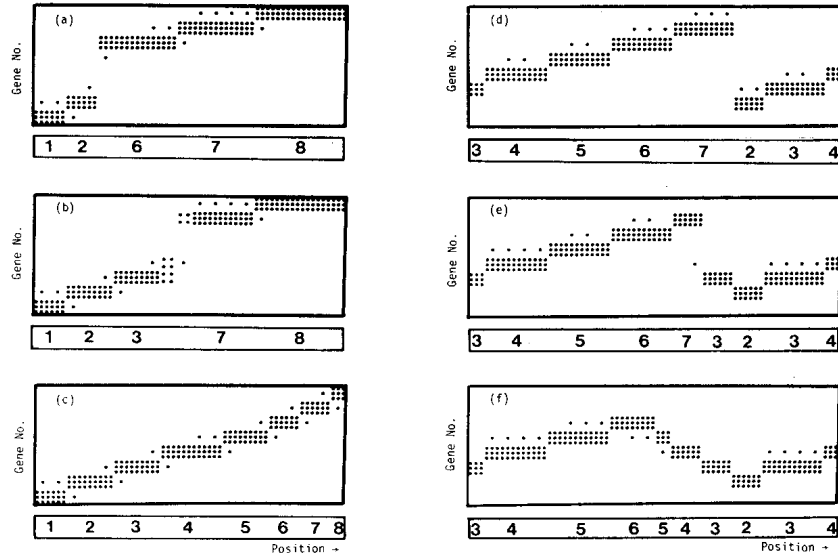 (a)
Gene No.
1 2 6 7 8
(b)
Gene No.
1 2 3 7 8
(c)
Gene No.
1 2 3 4 5 6 7 8
Position →
(d)
Gene No.
3 4 5 6 7 2 3 4
(e)
Gene No.
3 4 5 6 7 3 2 3 4
(f)
Gene No.
3 4 5 6 5 4 3 2 3 4
Position →